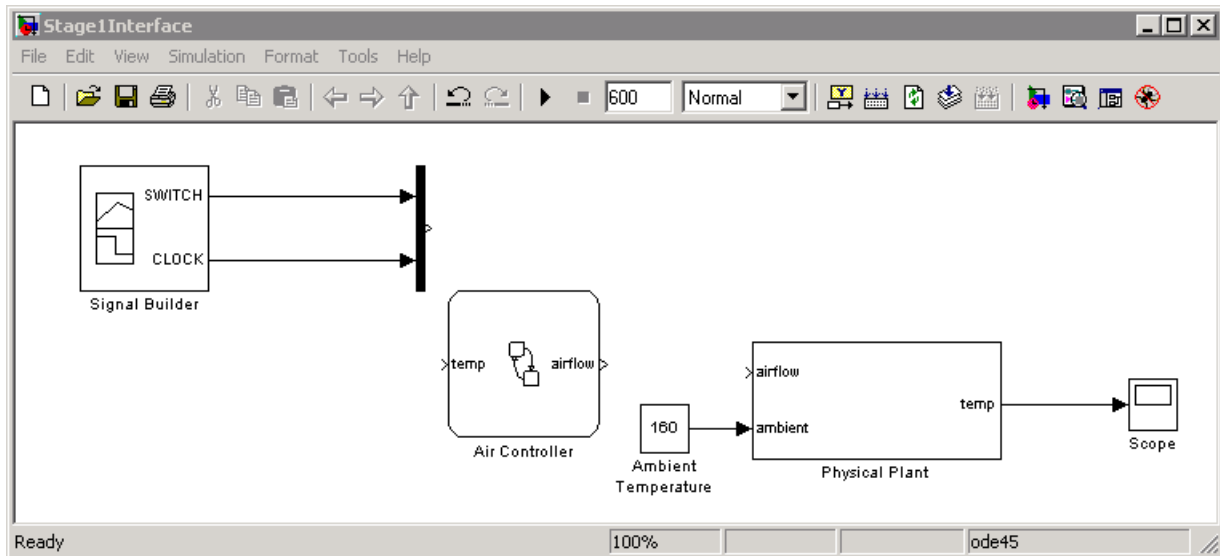 Stage1Interface
File Edit View Simulation Format Tools Help
600 Normal
SWITCH
CLOCK
Signal Builder
temp airflow
Air Controller
airflow
temp
160 ambient
Scope
Ambient
Temperature
Physical Plant
Ready 100% ode45